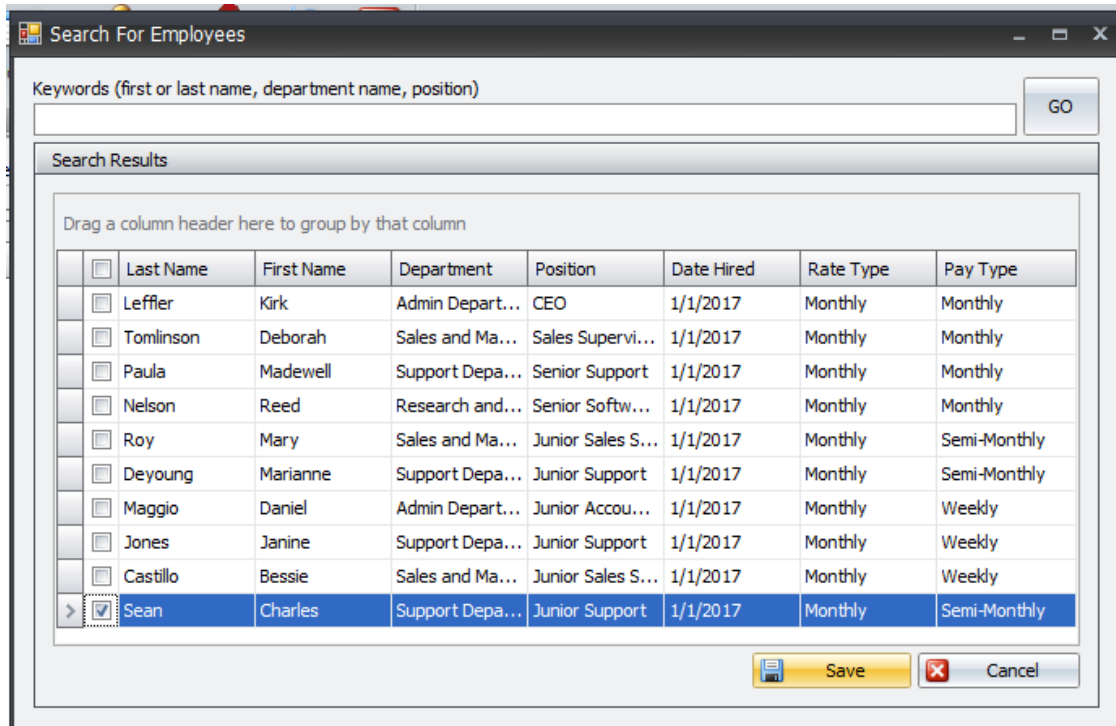 Search For Employees
Keywords (first or last name, department name, position)
GO
Search Results
Drag a column header here to group by that column
Last Name First Name Department Position Date Hired Rate Type Pay Type
Leffler Kirk Admin Depart... CEO 1/1/2017 Monthly Monthly
Tomlinson Deborah Sales and Ma... Sales Supervi... 1/1/2017 Monthly Monthly
Paula Madewell Support Depa... Senior Support 1/1/2017 Monthly Monthly
Nelson Reed Research and... Senior Softw... 1/1/2017 Monthly Monthly
Roy Mary Sales and Ma... Junior Sales S... 1/1/2017 Monthly Semi-Monthly
Deyoung Marianne Support Depa... Junior Support 1/1/2017 Monthly Semi-Monthly
Maggio Daniel Admin Depart... Junior Accou... 1/1/2017 Monthly Weekly
Jones Janine Support Depa... Junior Support 1/1/2017 Monthly Weekly
Castillo Bessie Sales and Ma... Junior Sales S... 1/1/2017 Monthly Weekly
Sean Charles Support Depa... Junior Support 1/1/2017 Monthly Semi-Monthly
Save Cancel